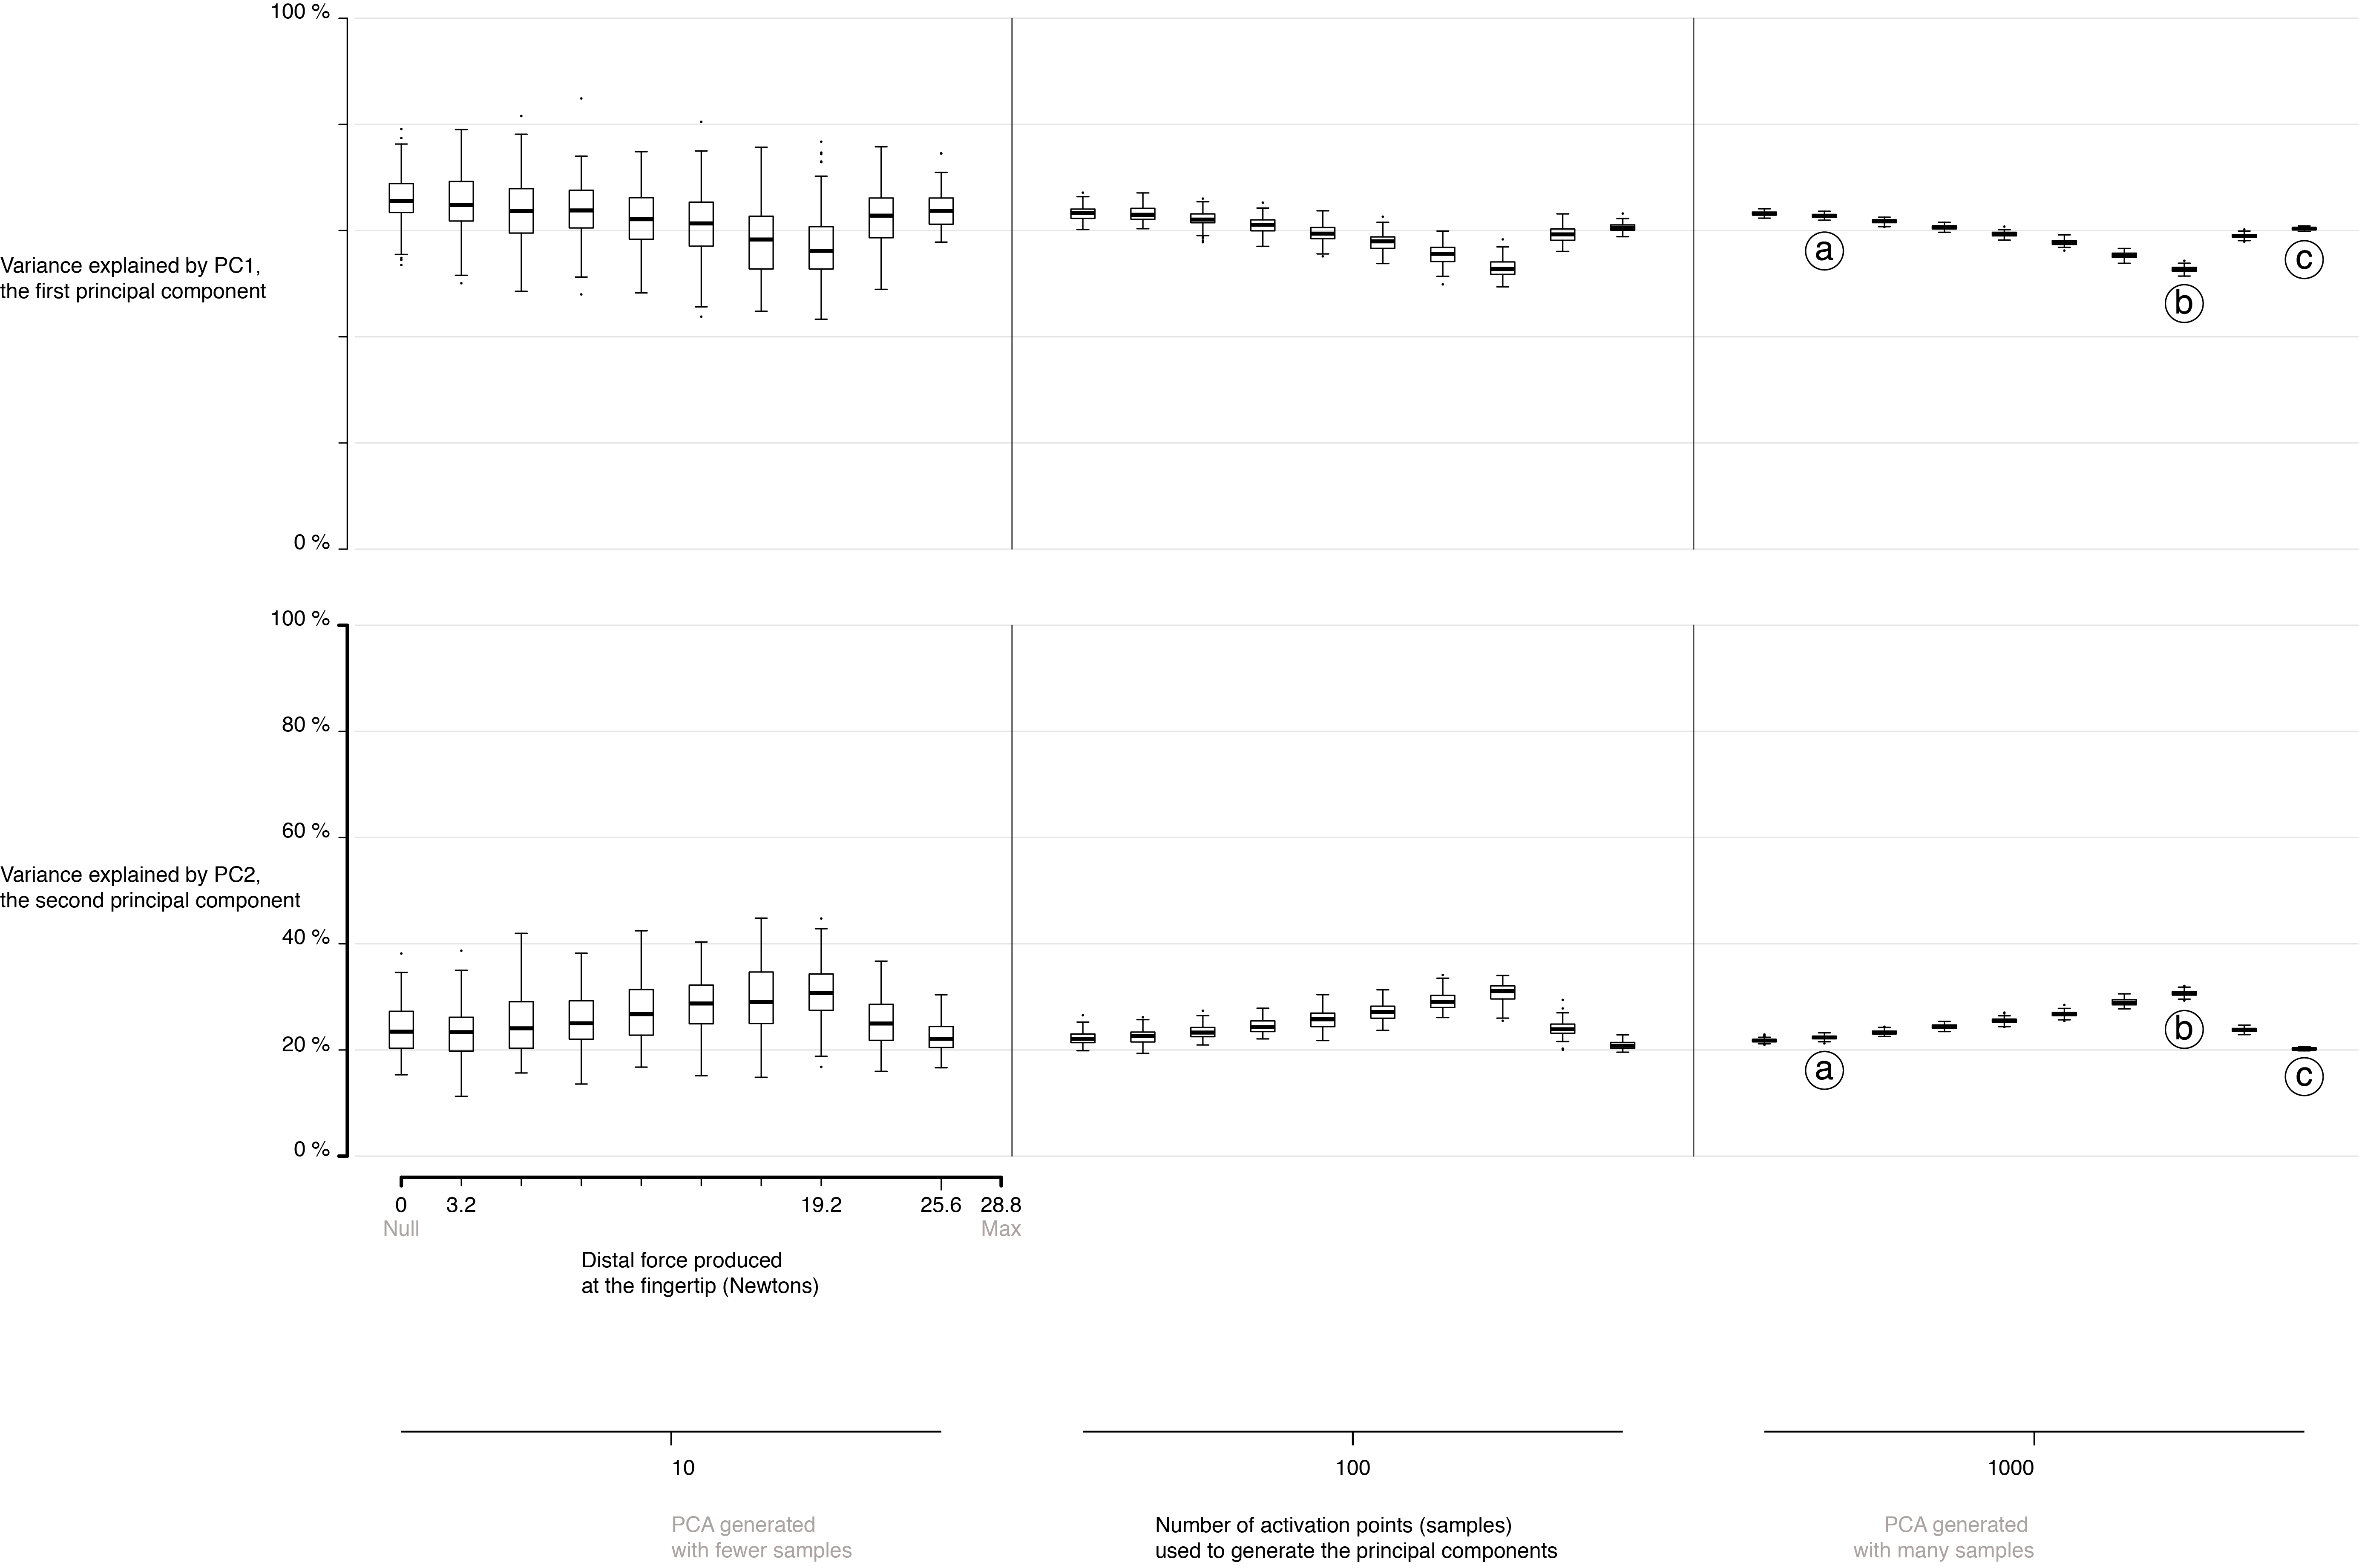 100 %
Variance explained by PC1,
the first principal component
a
b
c
0 %
100 %
80 %
60 %
Variance explained by PC2,
the second principal component
40 %
20 %
a
b
c
0 %
0 3.2 19.2 25.6 28.8
Null Max
Distal force produced
at the fingertip (Newtons)
10 100 1000
PCA generated
with fewer samples
Number of activation points (samples)
used to generate the principal components
PCA generated
with many samples